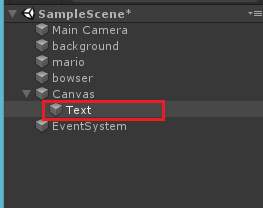 SampleScene*
Main Camera
background
mario
bowser
Canvas
Text
EventSystem